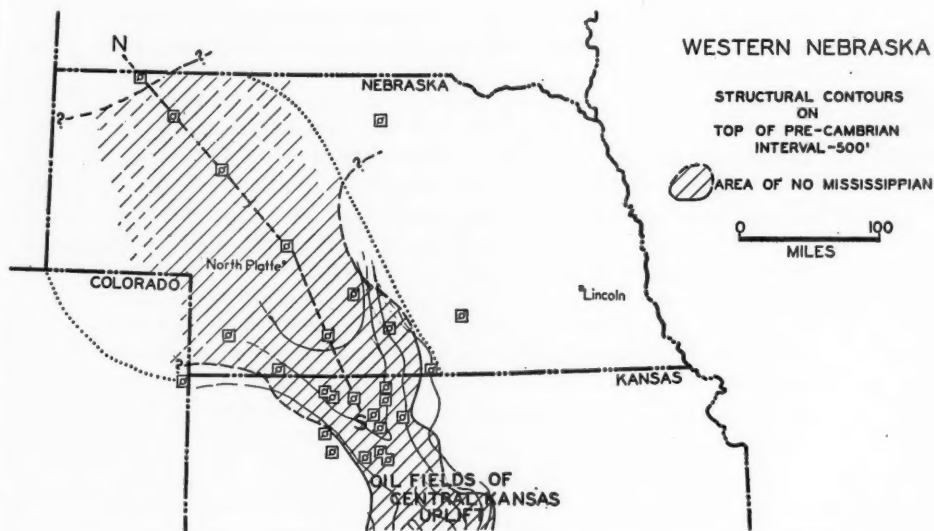 WESTERN NEBRASKA
STRUCTURAL CONTOURS
ON
TOP OF PRE-CAMBRIAN
INTERVAL-500'
AREA OF NO MISSISSIPPIAN
0 100
MILES
N
?
?
NEBRASKA
?
North Platte
COLORADO
Lincoln
?
KANSAS
S
OIL FIELDS OF
CENTRAL KANSAS
UPLIFT